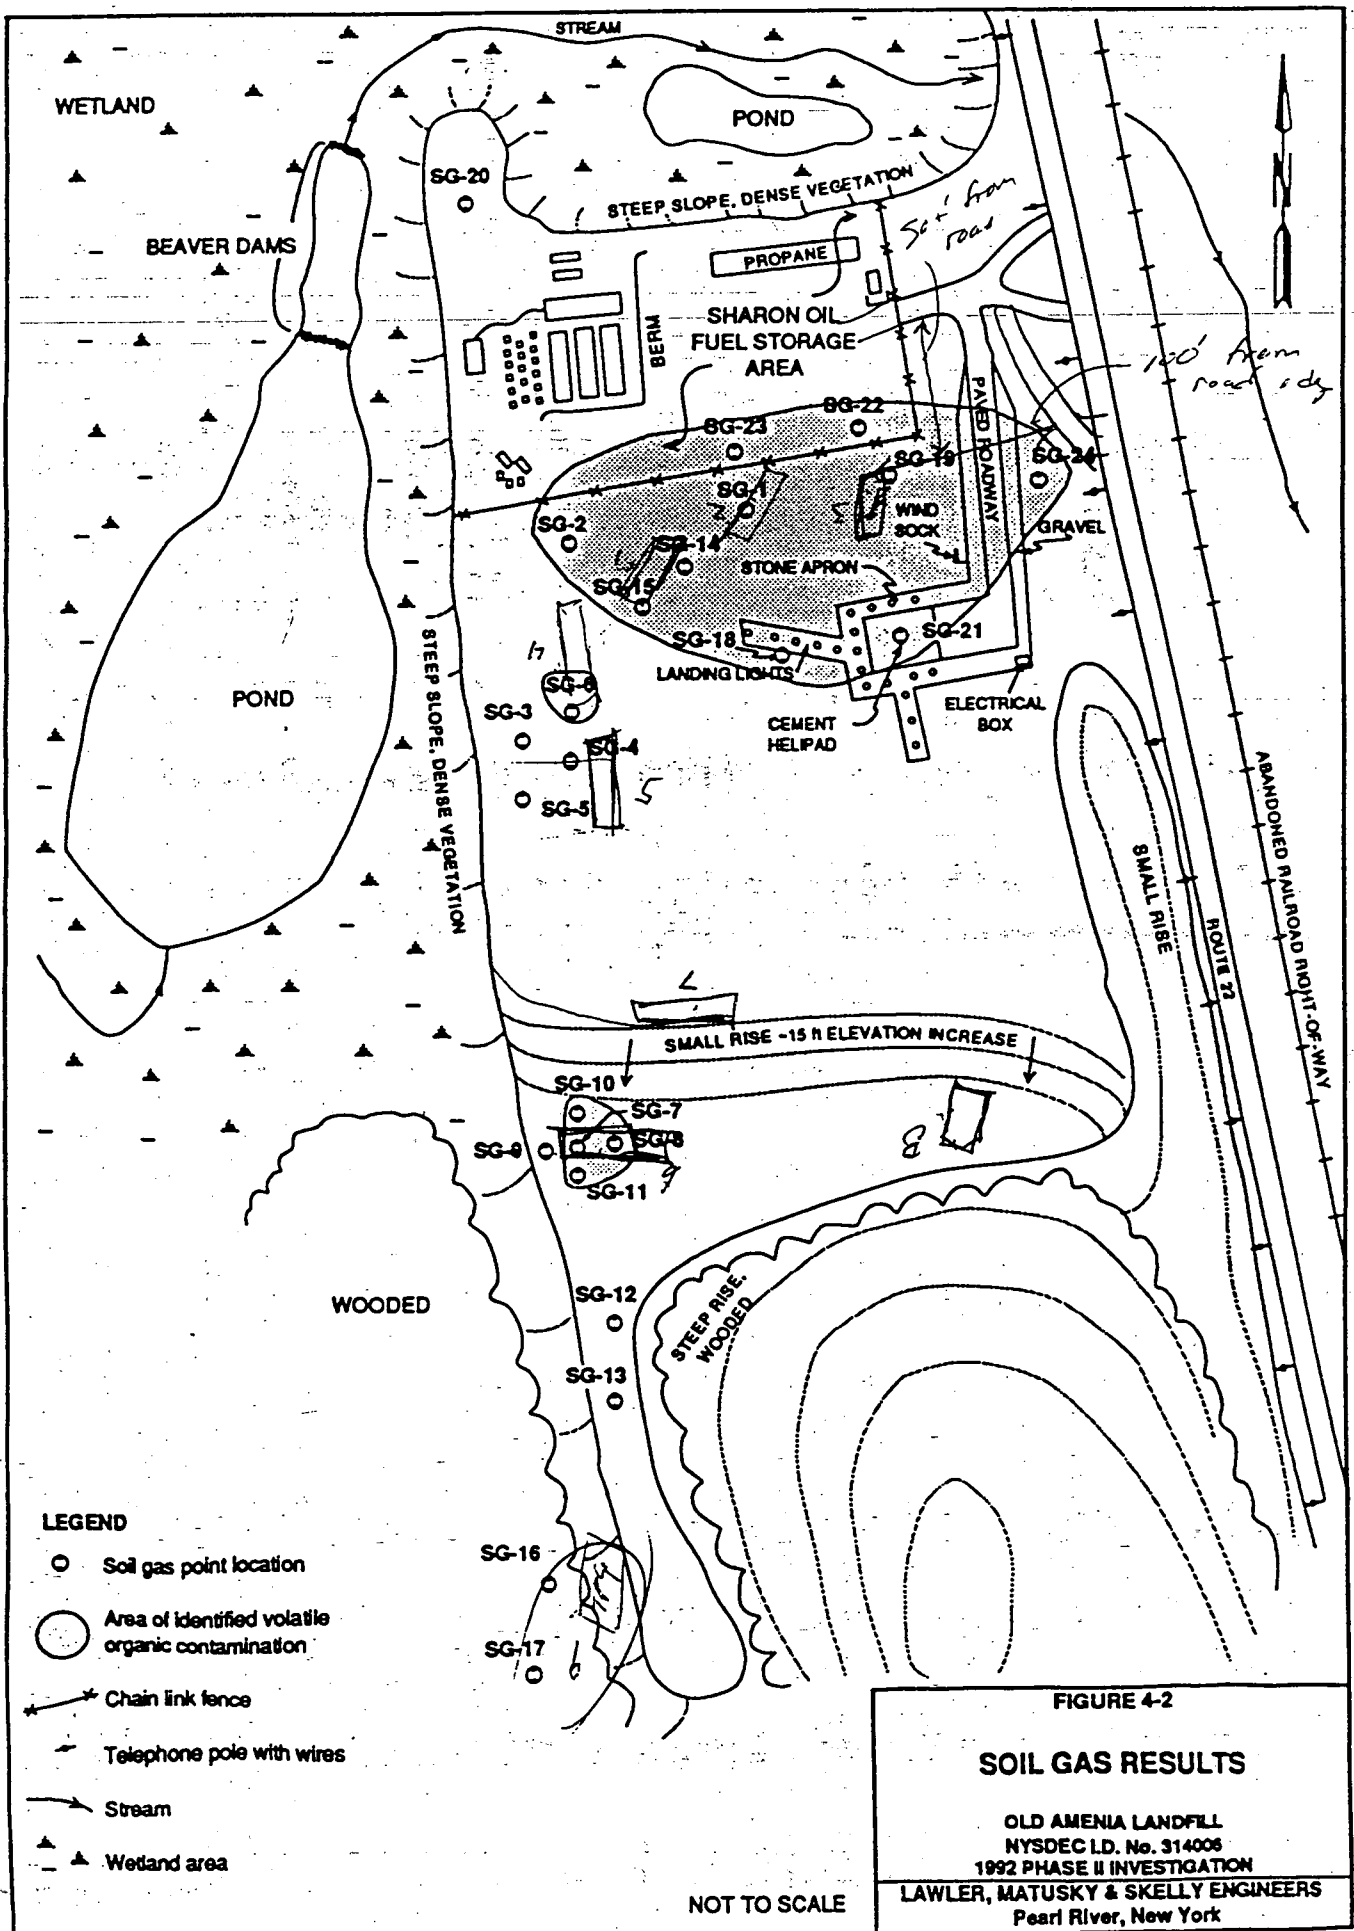 STREAM
WETLAND
POND
SG-20
STEEP SLOPE, DENSE VEGETATION
50+' from
road
BEAVER DAMS
PROPANE
N
BERM
SHARON OIL
FUEL STORAGE
AREA
100' from
road edg
PAVED ROADWAY
SG-22
SG-23
SG-19
SG-24
SG-1
2
3
SG-2
WIND
SOCK
GRAVEL
SG-14
STONE APRON
SG-15
SG-18
SG-21
LANDING LIGHTS
4
SG-6
SG-3
ELECTRICAL
BOX
CEMENT
HELIPAD
SG-4
5
SG-5
POND
STEEP SLOPE, DENSE VEGETATION
SMALL RISE
ROUTE 22
ABANDONED RAILROAD RIGHT-OF-WAY
7
SMALL RISE ~15 ft ELEVATION INCREASE
SG-10
SG-7
SG-8
SG-9
SG-11
B
WOODED
SG-12
STEEP RISE,
WOODED
SG-13
SG-16
SG-17
LEGEND
Soil gas point location
Area of identified volatile
organic contamination
Chain link fence
Telephone pole with wires
Stream
Wetland area
NOT TO SCALE
FIGURE 4-2
SOIL GAS RESULTS
OLD AMENIA LANDFILL
NYSDEC I.D. No. 314006
1992 PHASE II INVESTIGATION
LAWLER, MATUSKY & SKELLY ENGINEERS
Pearl River, New York